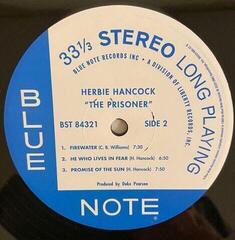 33⅓ STEREO LONG PLAYING
BLUE NOTE RECORDS INC • A DIVISION OF LIBERTY RECORDS, INC.
HERBIE HANCOCK
"THE PRISONER"
BST 84321 SIDE 2
1. FIREWATER (C. B. Williams) 7:30
2. HE WHO LIVES IN FEAR (H. Hancock) 6:50
3. PROMISE OF THE SUN (H. Hancock) 7:50
Produced by Duke Pearson
BLUE
NOTE